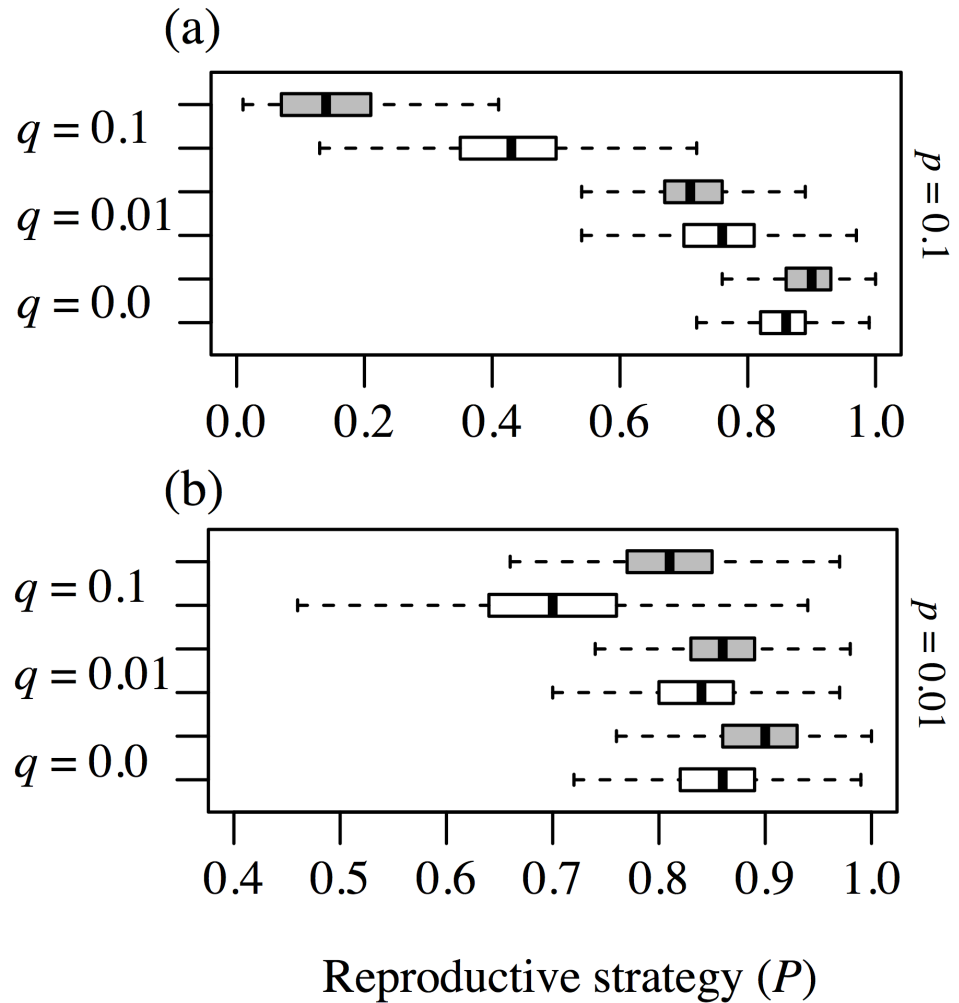 (a)
q = 0.1
q = 0.01
q = 0.0
p = 0.1
0.0 0.2 0.4 0.6 0.8 1.0
(b)
q = 0.1
q = 0.01
q = 0.0
p = 0.01
0.4 0.5 0.6 0.7 0.8 0.9 1.0
Reproductive strategy (P)